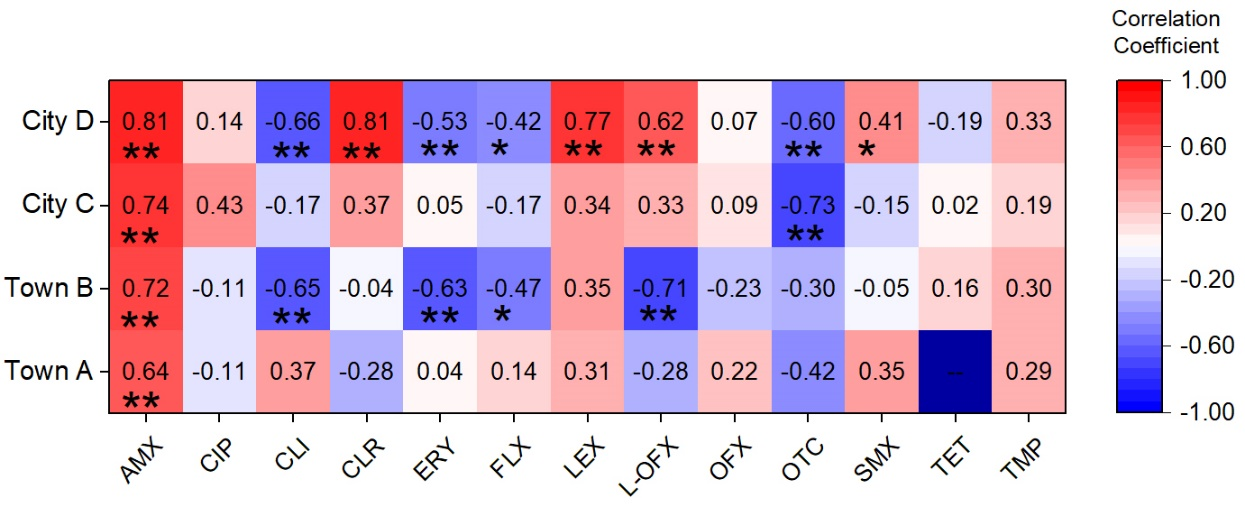 Correlation
Coefficient
City D 0.81 0.14 -0.66 0.81 -0.53 -0.42 0.77 0.62 0.07 -0.60 0.41 -0.19 0.33
** ** ** ** * ** ** ** *
City C 0.74 0.43 -0.17 0.37 0.05 -0.17 0.34 0.33 0.09 -0.73 -0.15 0.02 0.19
** **
Town B 0.72 -0.11 -0.65 -0.04 -0.63 -0.47 0.35 -0.71 -0.23 -0.30 -0.05 0.16 0.30
** ** ** * **
Town A 0.64 -0.11 0.37 -0.28 0.04 0.14 0.31 -0.28 0.22 -0.42 0.35 -- 0.29
**
AMX CIP CLI CLR ERY FLX LEX L-OFX OFX OTC SMX TET TMP
1.00
0.60
0.20
-0.20
-0.60
-1.00